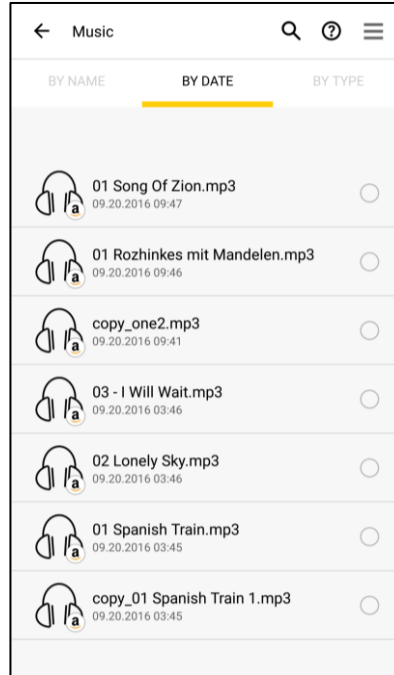 Music
BY NAME BY DATE BY TYPE
01 Song Of Zion.mp3
a 09.20.2016 09:47
01 Rozhinkes mit Mandelen.mp3
a 09.20.2016 09:46
copy_one2.mp3
a 09.20.2016 09:41
03 - I Will Wait.mp3
a 09.20.2016 03:46
02 Lonely Sky.mp3
a 09.20.2016 03:46
01 Spanish Train.mp3
a 09.20.2016 03:45
copy_01 Spanish Train 1.mp3
a 09.20.2016 03:45